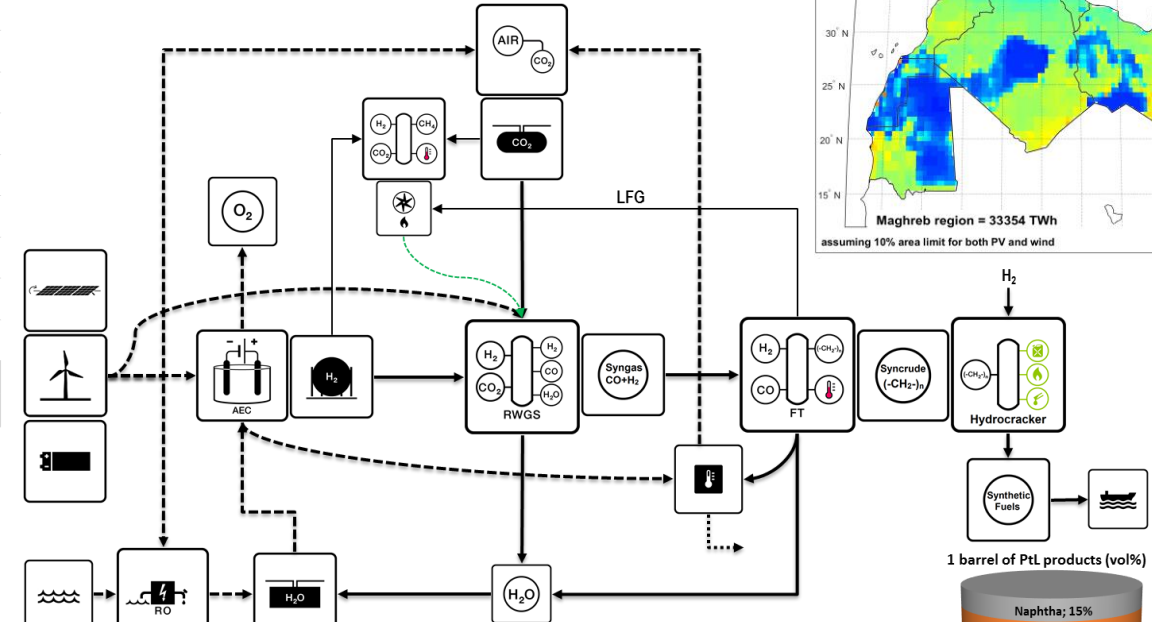 AIR
CO₂
30° N
25° N
20° N
15° N
Maghreb region = 33354 TWh
assuming 10% area limit for both PV and wind
H₂
CH₄
CO₂
CO₂
LFG
O₂
H₂
- +
AEC
H₂
H₂
CO₂
H₂
CO
H₂O
RWGS
Syngas
CO+H₂
H₂
CO
(-CH₂-)ₙ
FT
Syncrude
(-CH₂-)ₙ
(-CH₂-)ₙ
Hydrocracker
Synthetic
Fuels
1 barrel of PtL products (vol%)
Naphtha; 15%
RO
H₂O
H₂O